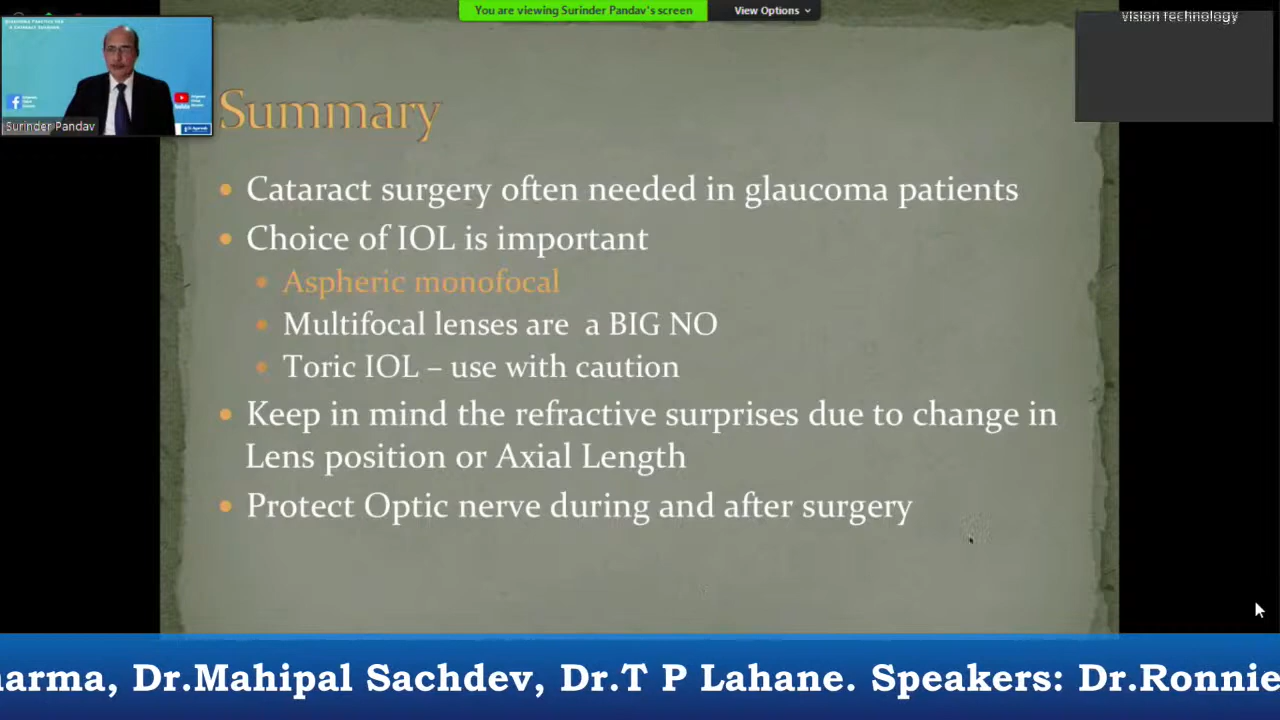 You are viewing Surinder Pandav's screen
View Options
vision technology
Surinder Pandav
Summary
Cataract surgery often needed in glaucoma patients
Choice of IOL is important
Aspheric monofocal
Multifocal lenses are a BIG NO
Toric IOL – use with caution
Keep in mind the refractive surprises due to change in
Lens position or Axial Length
Protect Optic nerve during and after surgery
harma, Dr.Mahipal Sachdev, Dr.T P Lahane. Speakers: Dr.Ronnie